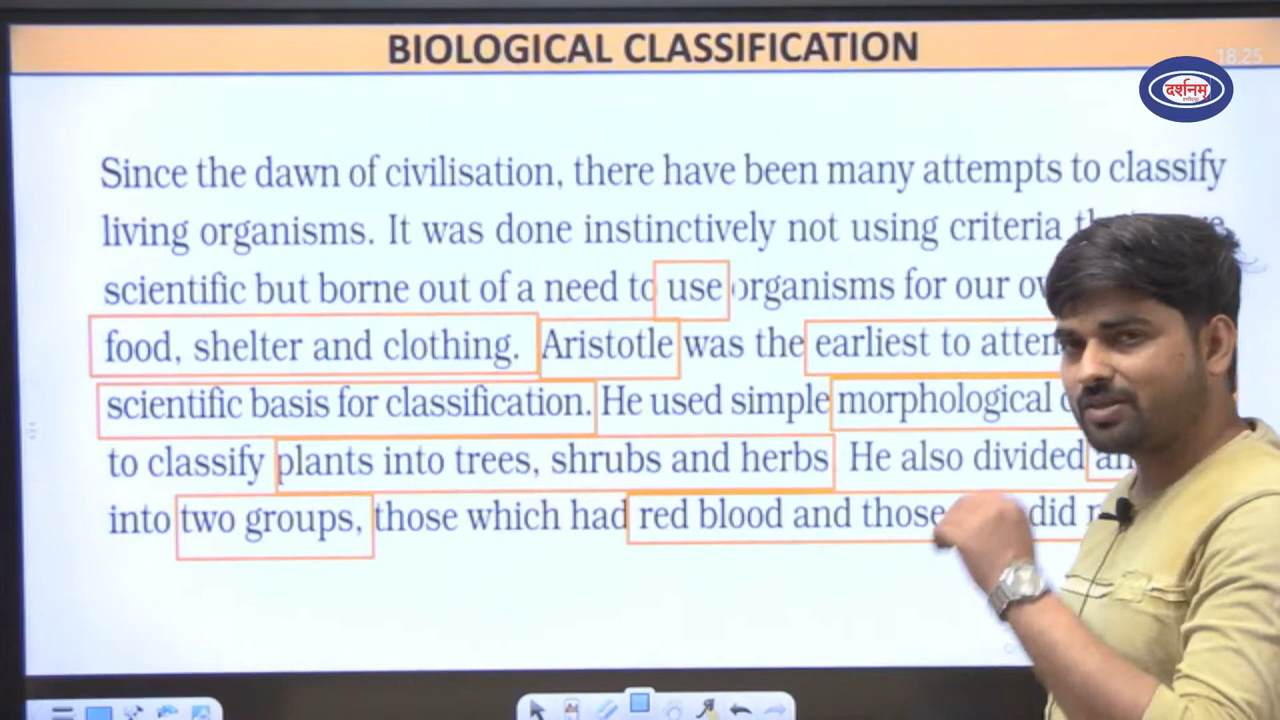 BIOLOGICAL CLASSIFICATION
18:25
दर्शनम्
Since the dawn of civilisation, there have been many attempts to classify
living organisms. It was done instinctively not using criteria
scientific but borne out of a need to use organisms for our
food, shelter and clothing. Aristotle was the earliest to
scientific basis for classification. He used simple morphological
to classify plants into trees, shrubs and herbs He also divided
into two groups, those which had red blood and those did